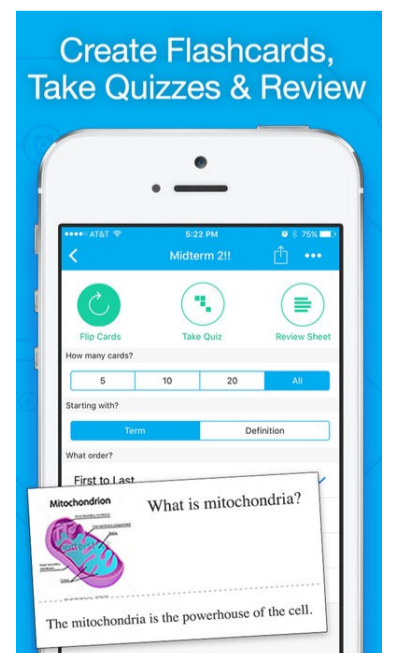 Create Flashcards,
Take Quizzes & Review
AT&T 5:22 PM 75%
Midterm 2!!
Flip Cards Take Quiz Review Sheet
How many cards?
5 10 20 All
Starting with?
Term Definition
What order?
First to Last
Mitochondrion
What is mitochondria?
The mitochondria is the powerhouse of the cell.